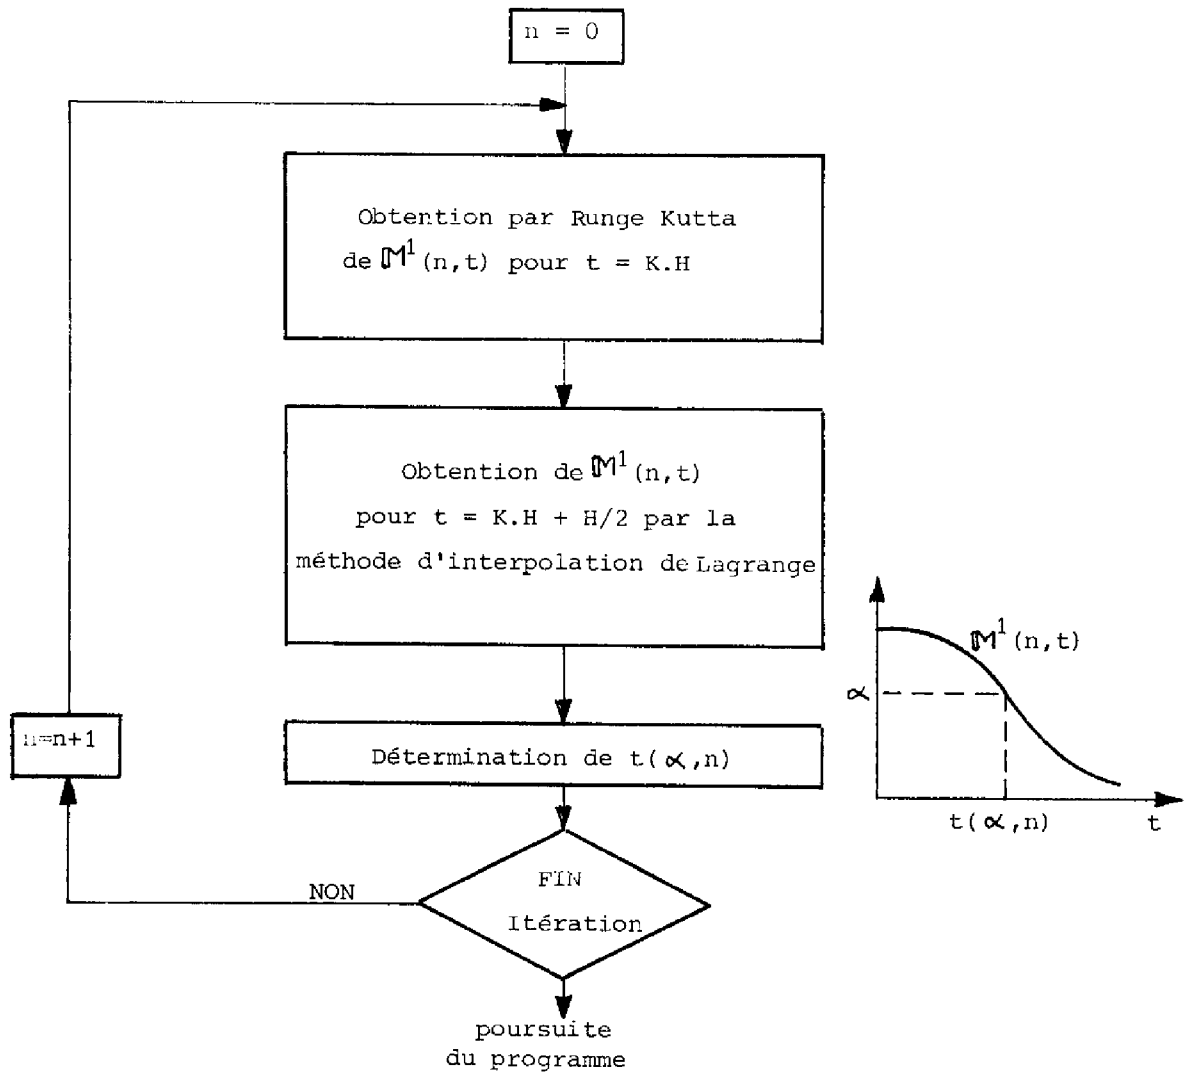 n = 0
Obtention par Runge Kutta
de 𝕄¹(n,t) pour t = K.H
Obtention de 𝕄¹(n,t)
pour t = K.H + H/2 par la
méthode d'interpolation de Lagrange
𝕄¹(n,t)
α
t(α,n)
t
n=n+1
Détermination de t(α,n)
NON
FIN
Itération
poursuite
du programme